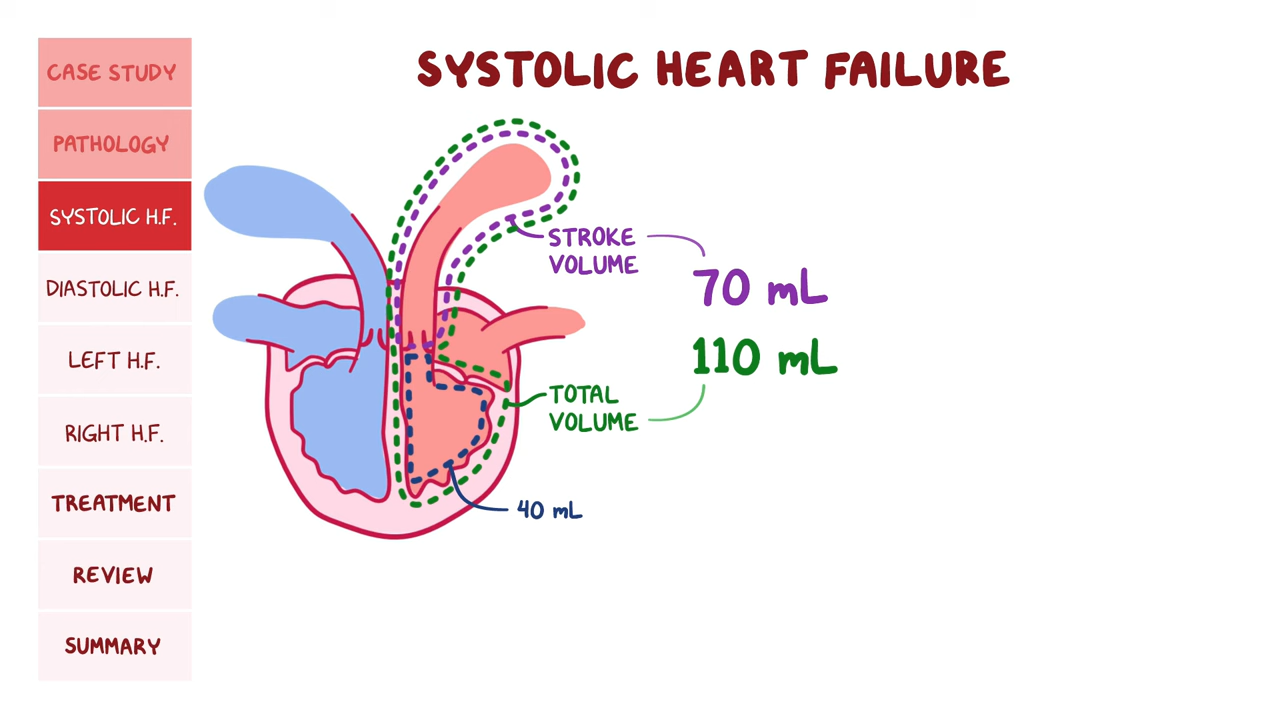 SYSTOLIC HEART FAILURE
CASE STUDY
PATHOLOGY
SYSTOLIC H.F.
DIASTOLIC H.F.
LEFT H.F.
RIGHT H.F.
TREATMENT
REVIEW
SUMMARY
STROKE
VOLUME
70 mL
110 mL
TOTAL
VOLUME
40 mL